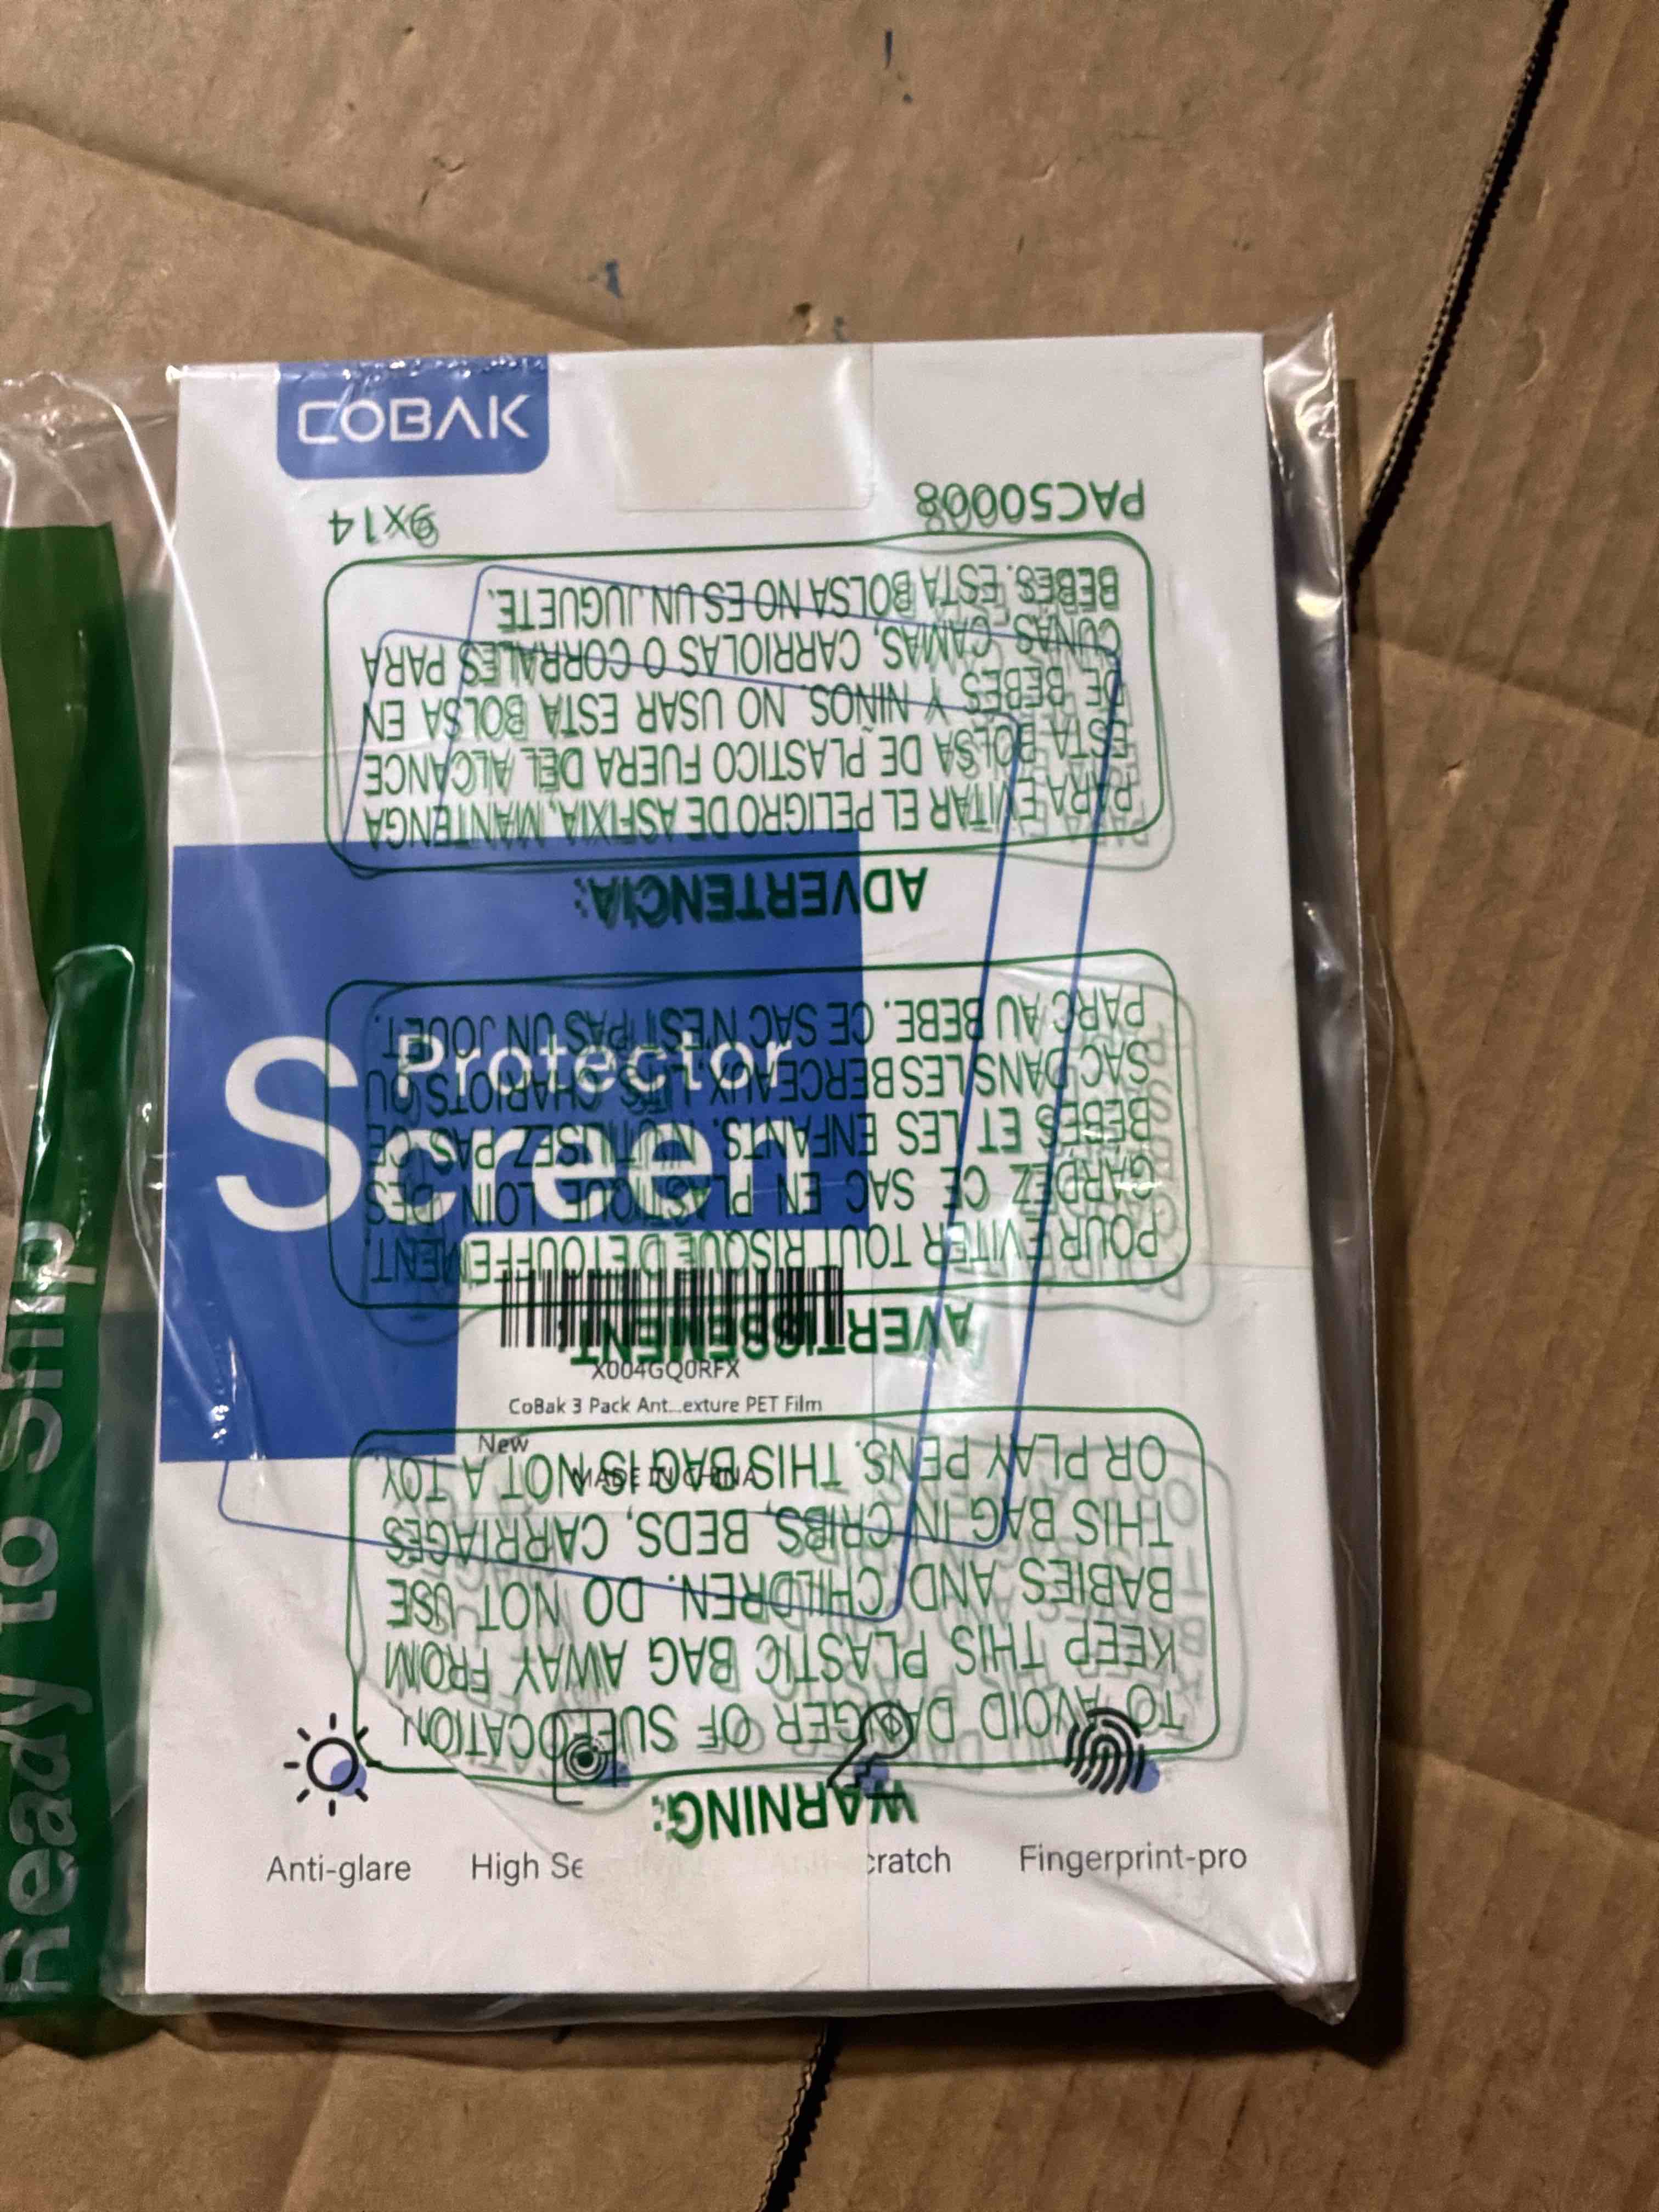 COBAK
Protector
Screen
X004GQ0RFX
CoBak 3 Pack Ant...exture PET Film
New
MADE IN CHINA
Anti-glare
High Se
cratch
Fingerprint-pro
Ready to Ship
WARNING:
TO AVOID DANGER OF SUFFOCATION
KEEP THIS PLASTIC BAG AWAY FROM
BABIES AND CHILDREN. DO NOT USE
THIS BAG IN CRIBS, BEDS, CARRIAGES
OR PLAY PENS. THIS BAG IS NOT A TOY
AVERTISSEMENT
POUR EVITER TOUT RISQUE D'ETOUFFEMENT.
GARDEZ CE SAC EN PLASTIQUE LOIN DES
BEBES ET LES ENFANTS. N'UTILISEZ PAS CE
SAC DANS LES BERCEAUX, LITS, CHARIOTS OU
PARC AU BEBE. CE SAC N'EST PAS UN JOUET.
ADVERTENCIA:
PARA EVITAR EL PELIGRO DE ASFIXIA, MANTENGA
ESTA BOLSA DE PLASTICO FUERA DEL ALCANCE
DE BEBES Y NIÑOS. NO USAR ESTA BOLSA EN
CUNAS, CAMAS, CARRIOLAS O CORRALES PARA
BEBES. ESTA BOLSA NO ES UN JUGUETE.
PAC50008
9X14